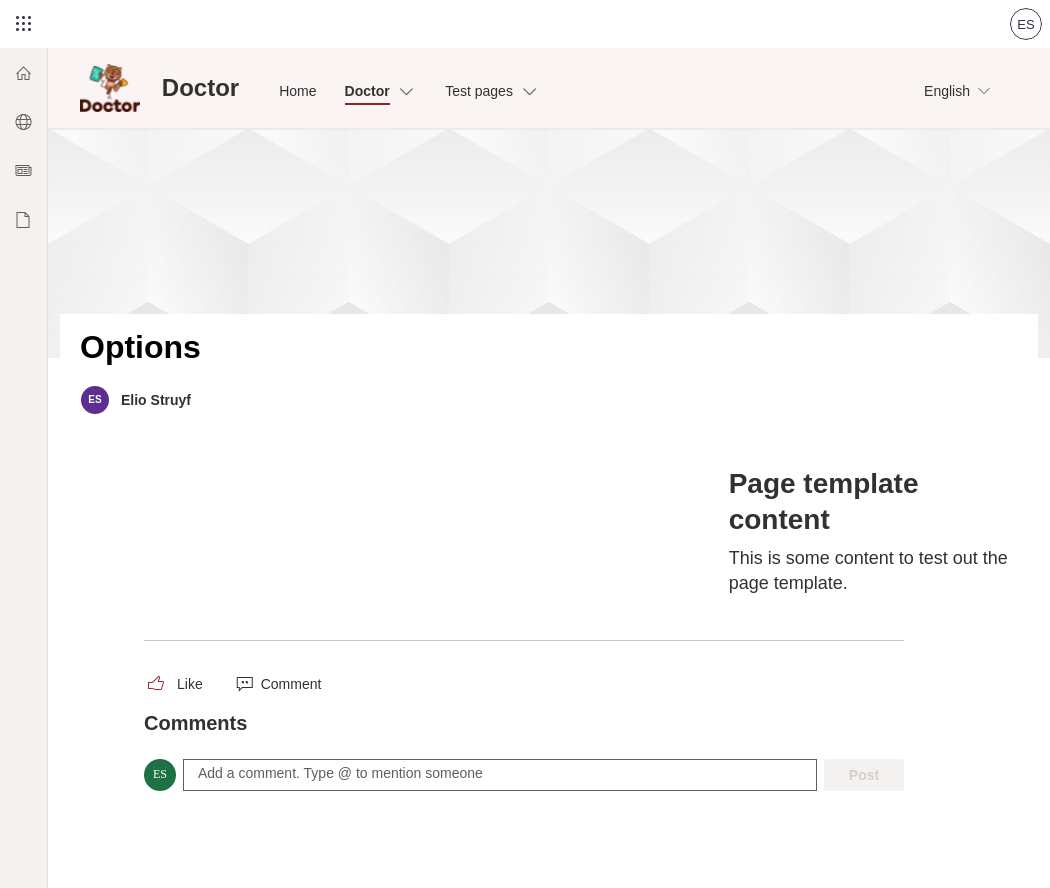 ES
Doctor
Doctor
Home
Doctor
Test pages
English
Options
ES
Elio Struyf
Page template
content
This is some content to test out the
page template.
Like
Comment
Comments
ES
Add a comment. Type @ to mention someone
Post